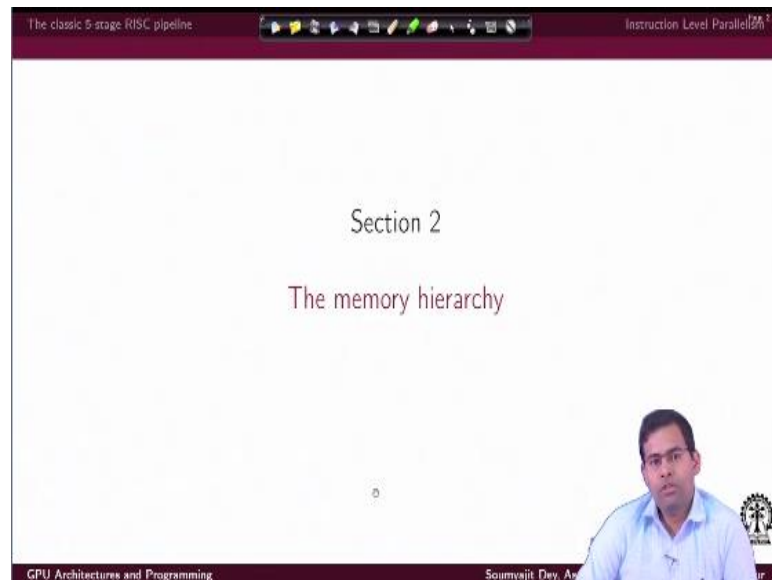 The classic 5-stage RISC pipeline
Instruction Level Parallelism
Section 2
The memory hierarchy
GPU Architectures and Programming
Soumyajit Dey,
ur